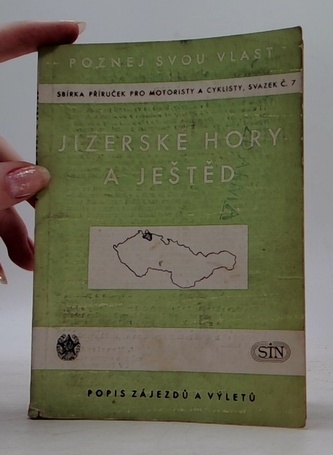 POZNEJ SVOU VLAST
SBÍRKA PŘÍRUČEK PRO MOTORISTY A CYKLISTY, SVAZEK Č. 7
JIZERSKÉ HORY
A JEŠTĚD
SIN
POPIS ZÁJEZDŮ A VÝLETŮ